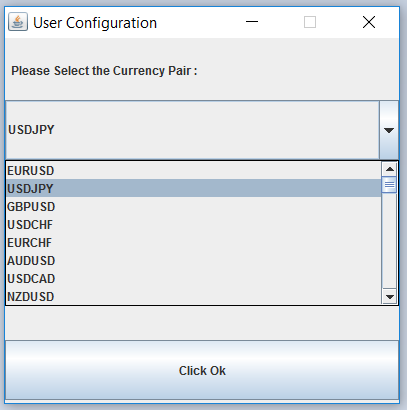 User Configuration
Please Select the Currency Pair :
USDJPY
EURUSD
USDJPY
GBPUSD
USDCHF
EURCHF
AUDUSD
USDCAD
NZDUSD
Click Ok